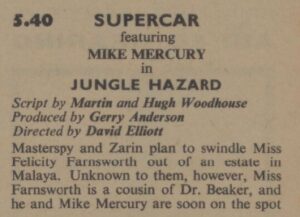 5.40 SUPERCAR
featuring
MIKE MERCURY
in
JUNGLE HAZARD
Script by Martin and Hugh Woodhouse
Produced by Gerry Anderson
Directed by David Elliott
Masterspy and Zarin plan to swindle Miss
Felicity Farnsworth out of an estate in
Malaya. Unknown to them, however, Miss
Farnsworth is a cousin of Dr. Beaker, and
he and Mike Mercury are soon on the spot